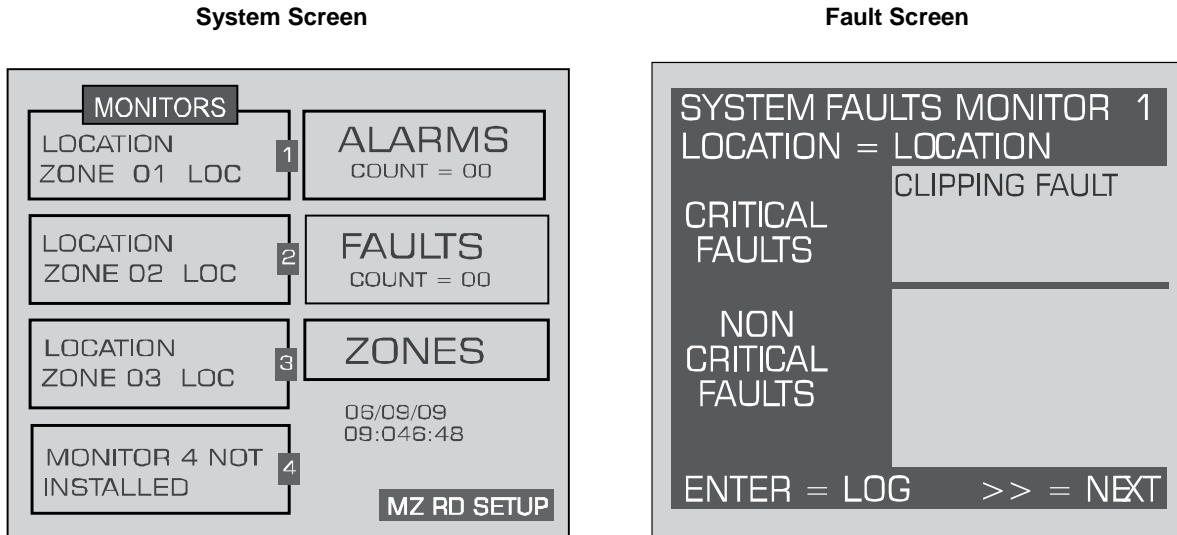 System Screen
MONITORS
LOCATION
ZONE 01 LOC
1
LOCATION
ZONE 02 LOC
2
LOCATION
ZONE 03 LOC
3
MONITOR 4 NOT
INSTALLED
4
ALARMS
COUNT = 00
FAULTS
COUNT = 00
ZONES
06/09/09
09:046:48
MZ RD SETUP
Fault Screen
SYSTEM FAULTS MONITOR 1
LOCATION = LOCATION
CLIPPING FAULT
CRITICAL
FAULTS
NON
CRITICAL
FAULTS
ENTER = LOG >> = NEXT